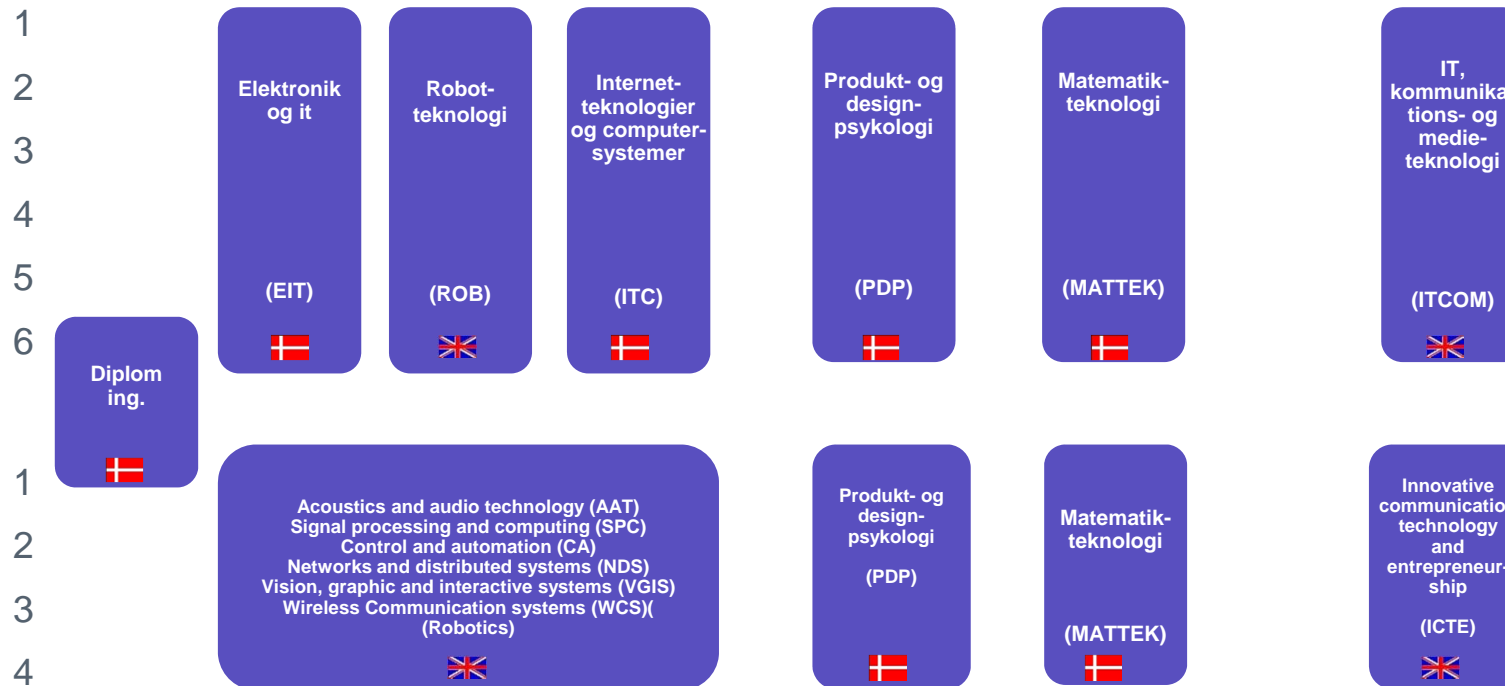 1
2
3
4
5
6
Elektronik
og it
(EIT)
Robot-
teknologi
(ROB)
Internet-
teknologier
og computer-
systemer
(ITC)
Produkt- og
design-
psykologi
(PDP)
Matematik-
teknologi
(MATTEK)
IT,
kommunika
tions- og
medie-
teknologi
(ITCOM)
Diplom
ing.
1
2
3
4
Acoustics and audio technology (AAT)
Signal processing and computing (SPC)
Control and automation (CA)
Networks and distributed systems (NDS)
Vision, graphic and interactive systems (VGIS)
Wireless Communication systems (WCS)(
(Robotics)
Produkt- og
design-
psykologi
(PDP)
Matematik-
teknologi
(MATTEK)
Innovative
communicatio
technology
and
entrepreneur-
ship
(ICTE)